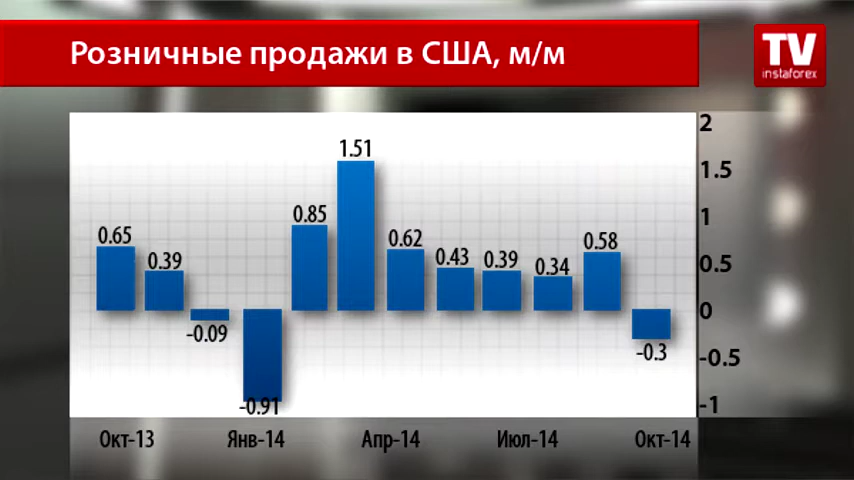 Розничные продажи в США, м/м
TV
instaforex
2
1.5
1
0.5
0
-0.5
-1
0.65
0.39
-0.09
-0.91
0.85
1.51
0.62
0.43
0.39
0.34
0.58
-0.3
Окт-13
Янв-14
Апр-14
Июл-14
Окт-14